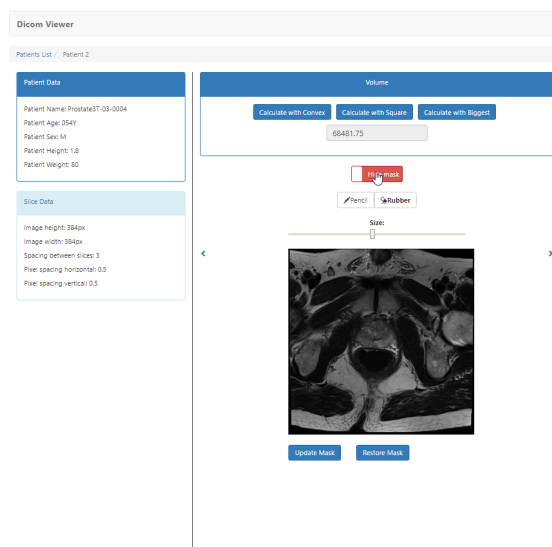 Dicom Viewer
Patients List / Patient 2
Patient Data
Patient Name: Prostate3T-03-0004
Patient Age: 054Y
Patient Sex: M
Patient Height: 1.8
Patient Weight: 80
Slice Data
Image height: 384px
Image width: 384px
Spacing between slices: 3
Pixel spacing horizontal: 0.5
Pixel spacing vertical: 0.5
Volume
Calculate with Convex Calculate with Square Calculate with Biggest
68481.75
mask
Pencil Rubber
Size:
Update Mask Restore Mask